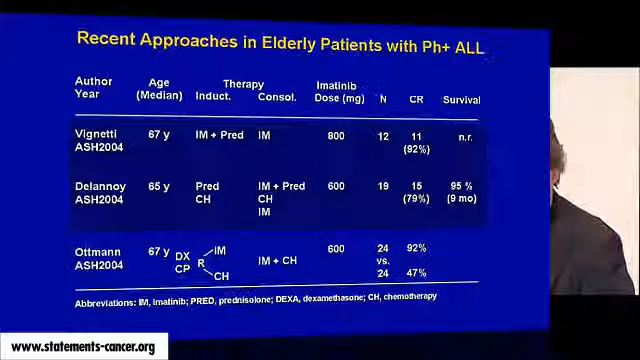 Recent Approaches in Elderly Patients with Ph+ ALL
Author Year Age (Median) Therapy Induct. Consol. Imatinib Dose (mg) N CR Survival
Vignetti ASH2004 67 y IM + Pred IM 800 12 11 (92%) n.r.
Delannoy ASH2004 65 y Pred CH IM + Pred CH IM 600 19 15 (79%) 95 % (9 mo)
Ottmann ASH2004 67 y DX CP R IM CH IM + CH 600 24 vs. 24 92% 47%
Abbreviations: IM, Imatinib; PRED, prednisolone; DEXA, dexamethasone; CH, chemotherapy
www.statements-cancer.org